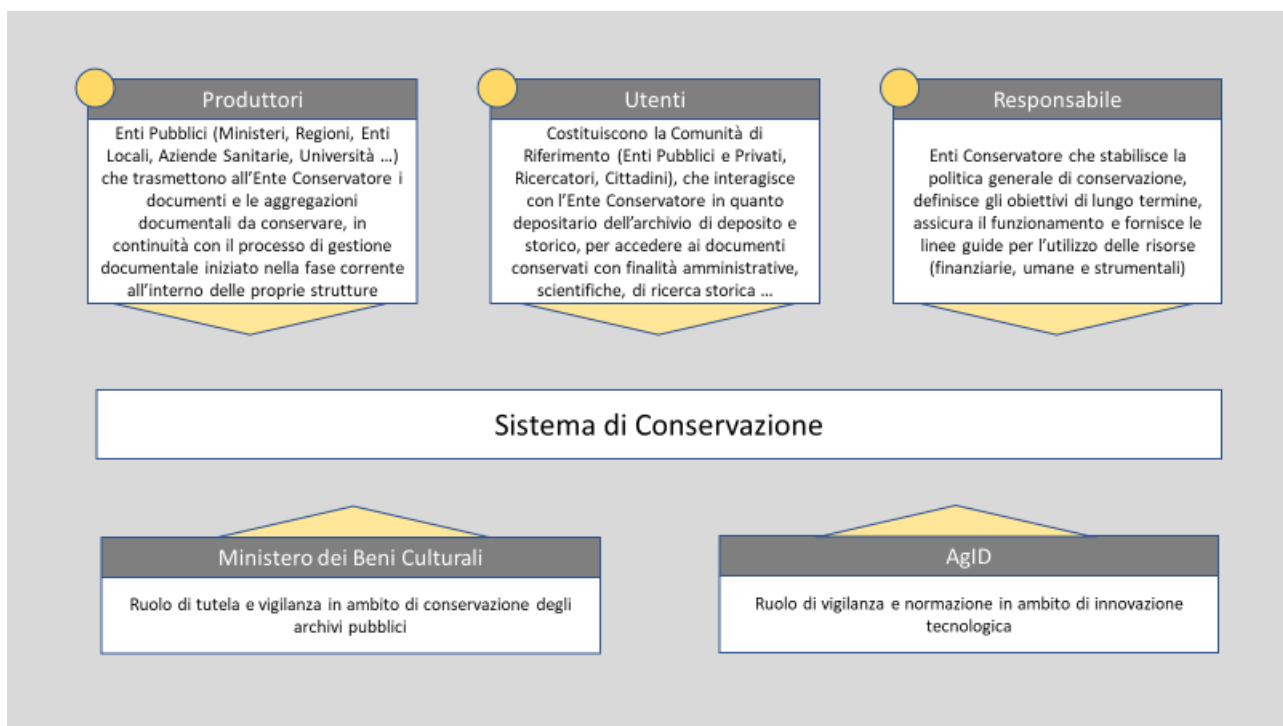 Produttori
Enti Pubblici (Ministeri, Regioni, Enti
Locali, Aziende Sanitarie, Università ...)
che trasmettono all'Ente Conservatore i
documenti e le aggregazioni
documentali da conservare, in
continuità con il processo di gestione
documentale iniziato nella fase corrente
all'interno delle proprie strutture
Utenti
Costituiscono la Comunità di
Riferimento (Enti Pubblici e Privati,
Ricercatori, Cittadini), che interagisce
con l'Ente Conservatore in quanto
depositario dell'archivio di deposito e
storico, per accedere ai documenti
conservati con finalità amministrative,
scientifiche, di ricerca storica ...
Responsabile
Enti Conservatore che stabilisce la
politica generale di conservazione,
definisce gli obiettivi di lungo termine,
assicura il funzionamento e fornisce le
linee guide per l'utilizzo delle risorse
(finanziarie, umane e strumentali)
Sistema di Conservazione
Ministero dei Beni Culturali
Ruolo di tutela e vigilanza in ambito di conservazione degli
archivi pubblici
AgID
Ruolo di vigilanza e normazione in ambito di innovazione
tecnologica